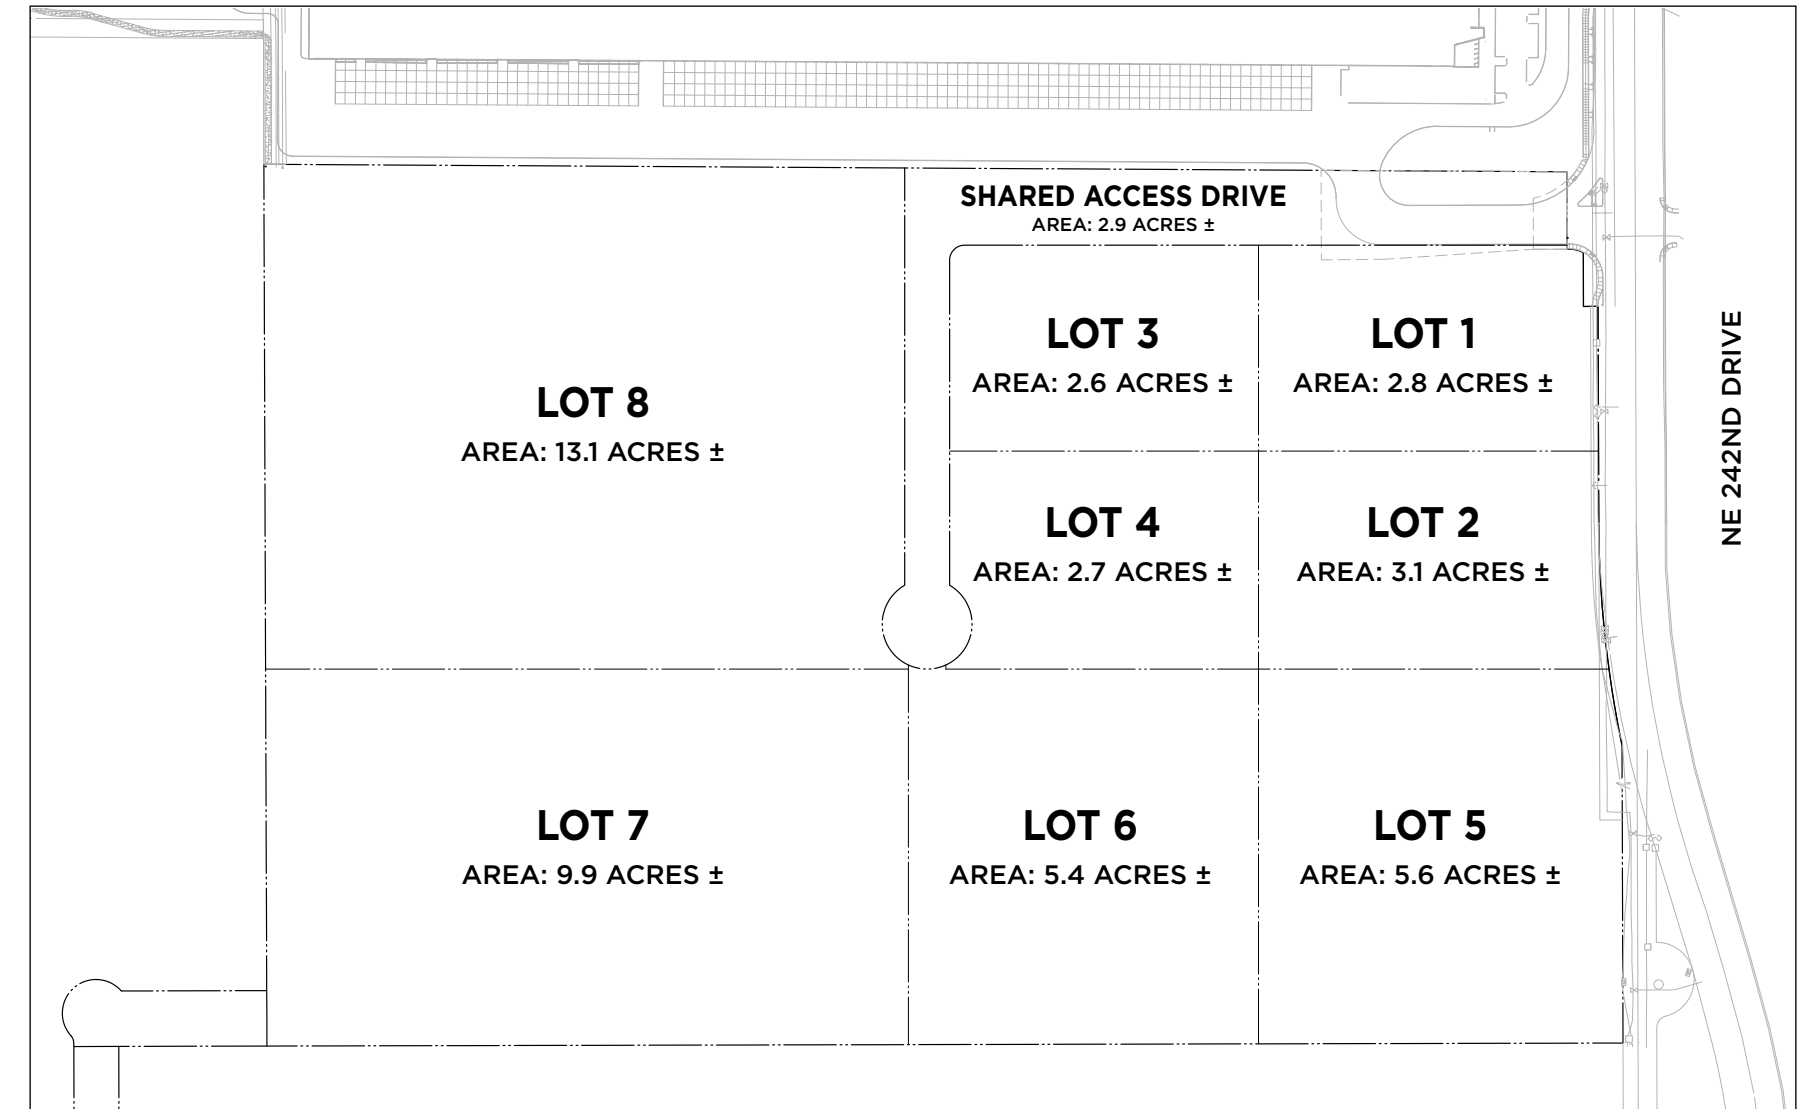 SHARED ACCESS DRIVE
AREA: 2.9 ACRES ±
LOT 3
AREA: 2.6 ACRES ±
LOT 1
AREA: 2.8 ACRES ±
LOT 8
AREA: 13.1 ACRES ±
LOT 4
AREA: 2.7 ACRES ±
LOT 2
AREA: 3.1 ACRES ±
NE 242ND DRIVE
LOT 7
AREA: 9.9 ACRES ±
LOT 6
AREA: 5.4 ACRES ±
LOT 5
AREA: 5.6 ACRES ±